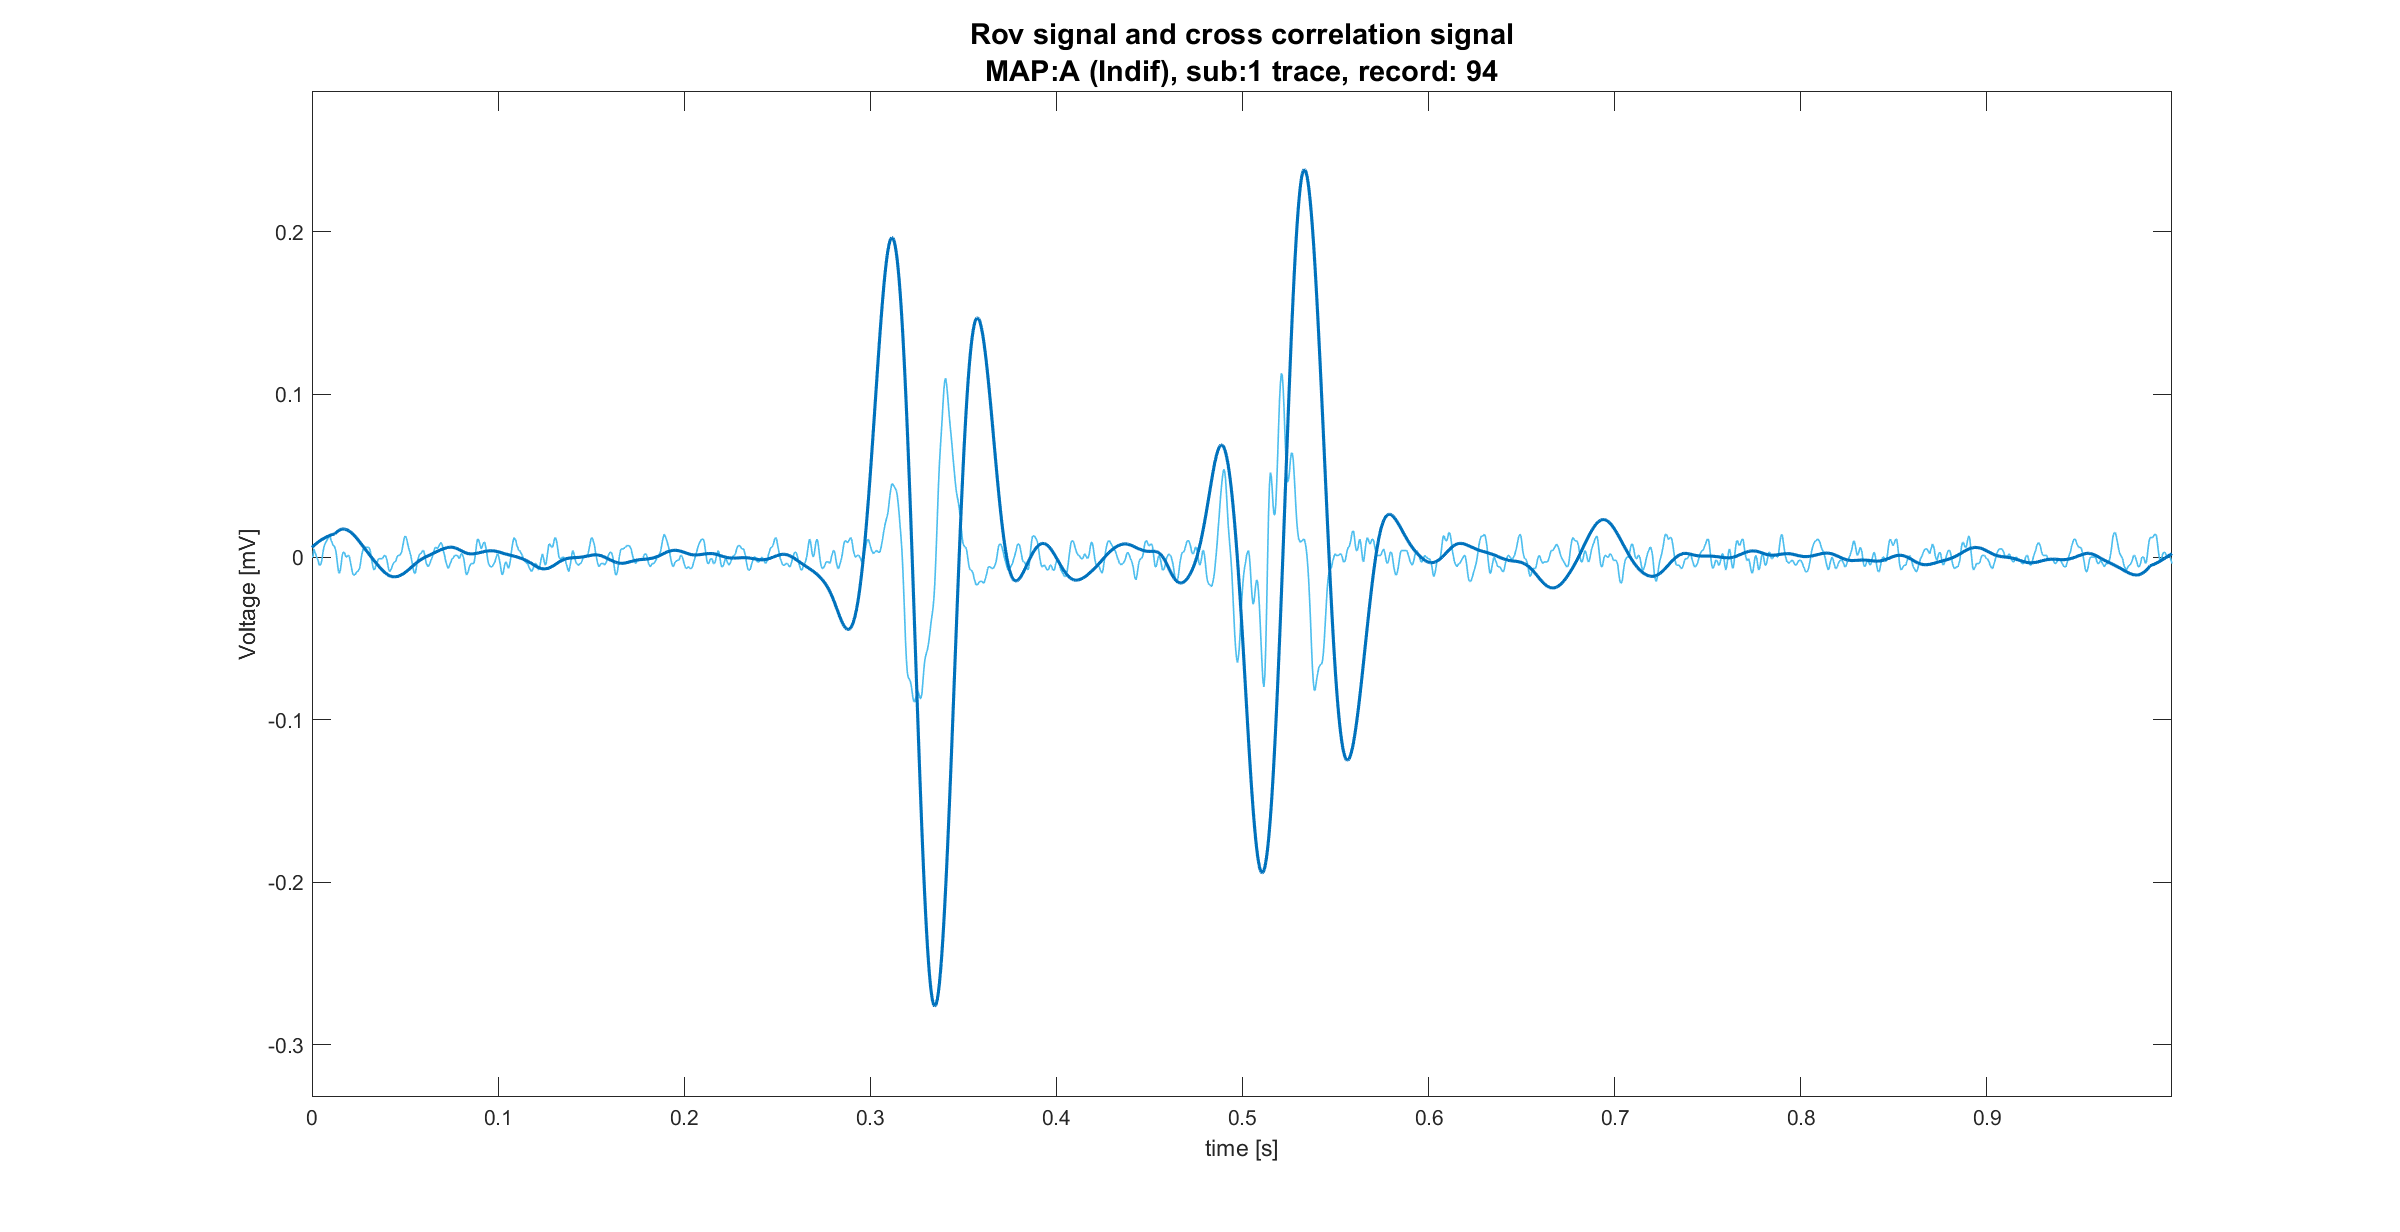 Rov signal and cross correlation signal
MAP:A (Indif), sub:1 trace, record: 94
Voltage [mV]
0.2
0.1
0
-0.1
-0.2
-0.3
0 0.1 0.2 0.3 0.4 0.5 0.6 0.7 0.8 0.9
time [s]